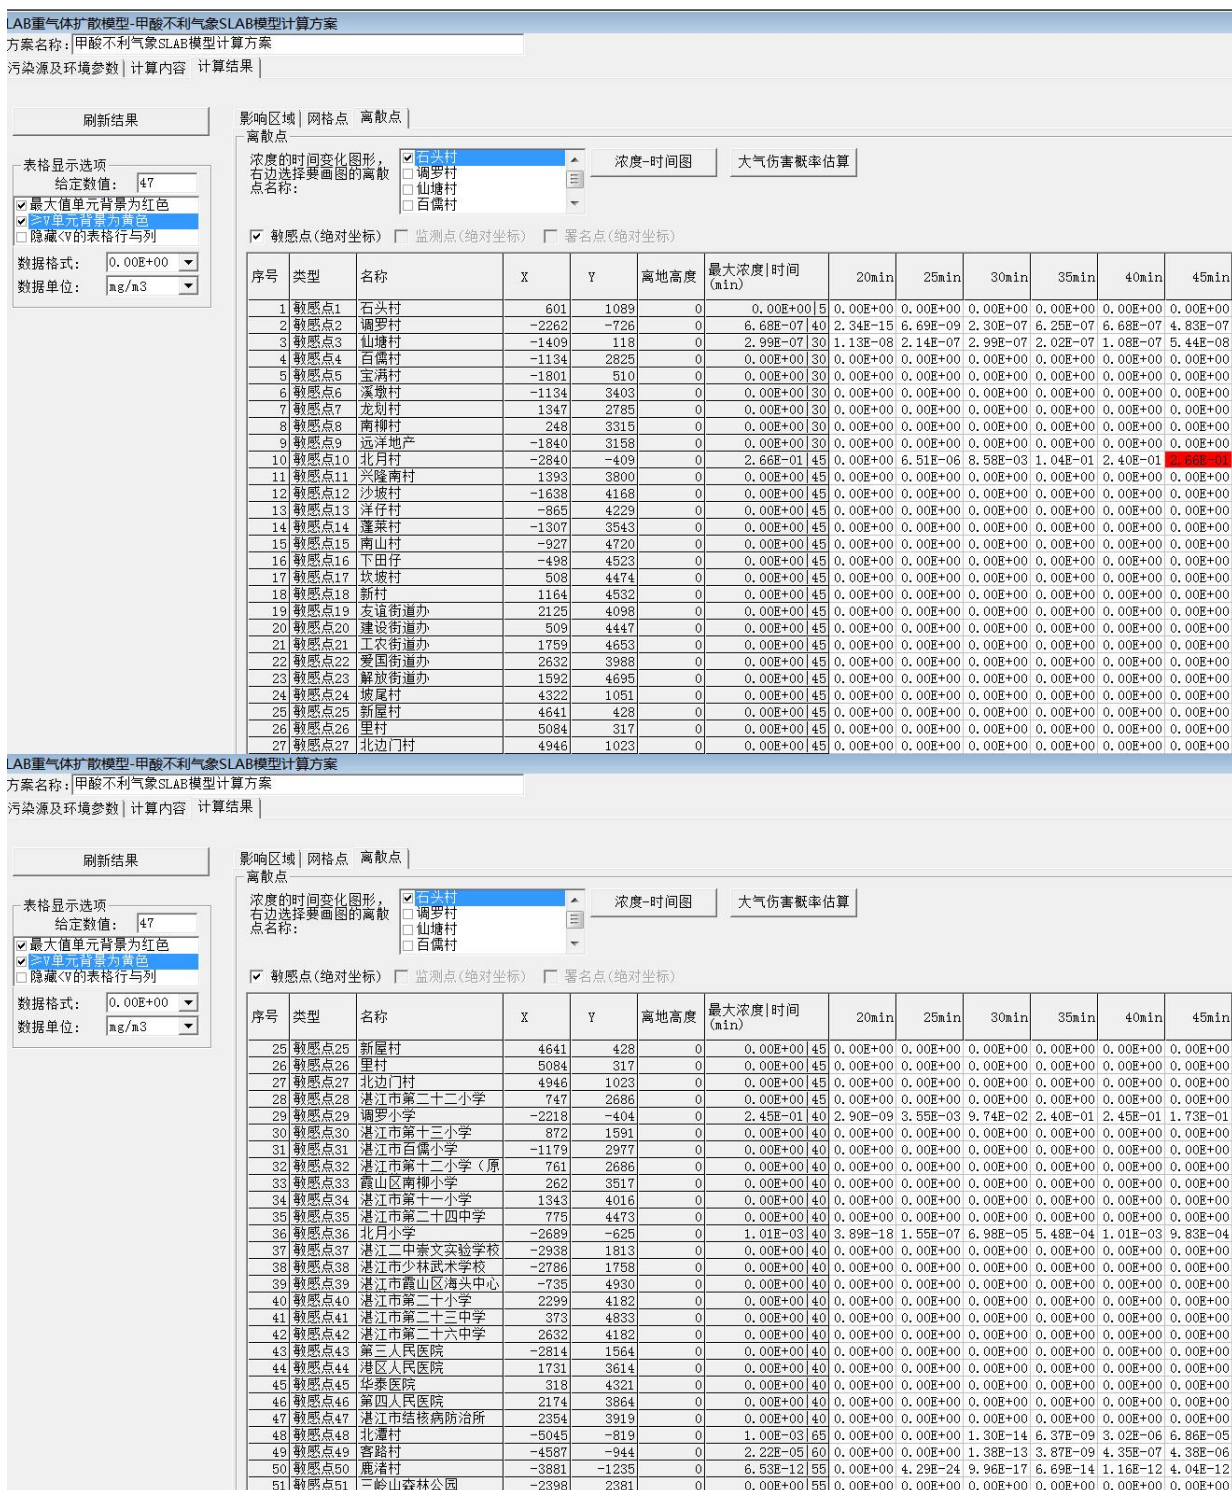 LAB重气体扩散模型-甲酸不利气象SLAB模型计算方案
方案名称: 甲酸不利气象SLAB模型计算方案
污染源及环境参数 计算内容 计算结果
刷新结果
影响区域 网格点 离散点
离散点
表格显示选项
给定数值: 47
最大值单元背景为红色
≥V单元背景为黄色
隐藏<V的表格行与列
数据格式: 0.00E+00
数据单位: mg/m3
浓度的时间变化图形,
右边选择要画图的离散
点名称:
石头村
调罗村
仙塘村
百儒村
浓度-时间图
大气伤害概率估算
敏感点(绝对坐标) 监测点(绝对坐标) 署名点(绝对坐标)
序号 类型 名称 X Y 离地高度 最大浓度|时间(min) 20min 25min 30min 35min 40min 45min
1 敏感点1 石头村 601 1089 0 0.00E+00|5 0.00E+00 0.00E+00 0.00E+00 0.00E+00 0.00E+00 0.00E+00
2 敏感点2 调罗村 -2262 -726 0 6.68E-07|40 2.34E-15 6.69E-09 2.30E-07 6.25E-07 6.68E-07 4.83E-07
3 敏感点3 仙塘村 -1409 118 0 2.99E-07|30 1.13E-08 2.14E-07 2.99E-07 2.02E-07 1.08E-07 5.44E-08
4 敏感点4 百儒村 -1134 2825 0 0.00E+00|30 0.00E+00 0.00E+00 0.00E+00 0.00E+00 0.00E+00 0.00E+00
5 敏感点5 宝满村 -1801 510 0 0.00E+00|30 0.00E+00 0.00E+00 0.00E+00 0.00E+00 0.00E+00 0.00E+00
6 敏感点6 溪墩村 -1134 3403 0 0.00E+00|30 0.00E+00 0.00E+00 0.00E+00 0.00E+00 0.00E+00 0.00E+00
7 敏感点7 龙划村 1347 2785 0 0.00E+00|30 0.00E+00 0.00E+00 0.00E+00 0.00E+00 0.00E+00 0.00E+00
8 敏感点8 南柳村 248 3315 0 0.00E+00|30 0.00E+00 0.00E+00 0.00E+00 0.00E+00 0.00E+00 0.00E+00
9 敏感点9 远洋地产 -1840 3158 0 0.00E+00|30 0.00E+00 0.00E+00 0.00E+00 0.00E+00 0.00E+00 0.00E+00
10 敏感点10 北月村 -2840 -409 0 2.66E-01|45 0.00E+00 6.51E-06 8.58E-03 1.04E-01 2.40E-01 2.66E-01
11 敏感点11 兴隆南村 1393 3800 0 0.00E+00|45 0.00E+00 0.00E+00 0.00E+00 0.00E+00 0.00E+00 0.00E+00
12 敏感点12 沙坡村 -1638 4168 0 0.00E+00|45 0.00E+00 0.00E+00 0.00E+00 0.00E+00 0.00E+00 0.00E+00
13 敏感点13 洋仔村 -865 4229 0 0.00E+00|45 0.00E+00 0.00E+00 0.00E+00 0.00E+00 0.00E+00 0.00E+00
14 敏感点14 蓬莱村 -1307 3543 0 0.00E+00|45 0.00E+00 0.00E+00 0.00E+00 0.00E+00 0.00E+00 0.00E+00
15 敏感点15 南山村 -927 4720 0 0.00E+00|45 0.00E+00 0.00E+00 0.00E+00 0.00E+00 0.00E+00 0.00E+00
16 敏感点16 下田仔 -498 4523 0 0.00E+00|45 0.00E+00 0.00E+00 0.00E+00 0.00E+00 0.00E+00 0.00E+00
17 敏感点17 坎坡村 508 4474 0 0.00E+00|45 0.00E+00 0.00E+00 0.00E+00 0.00E+00 0.00E+00 0.00E+00
18 敏感点18 新村 1164 4532 0 0.00E+00|45 0.00E+00 0.00E+00 0.00E+00 0.00E+00 0.00E+00 0.00E+00
19 敏感点19 友谊街道办 2125 4098 0 0.00E+00|45 0.00E+00 0.00E+00 0.00E+00 0.00E+00 0.00E+00 0.00E+00
20 敏感点20 建设街道办 509 4447 0 0.00E+00|45 0.00E+00 0.00E+00 0.00E+00 0.00E+00 0.00E+00 0.00E+00
21 敏感点21 工农街道办 1759 4653 0 0.00E+00|45 0.00E+00 0.00E+00 0.00E+00 0.00E+00 0.00E+00 0.00E+00
22 敏感点22 爱国街道办 2632 3988 0 0.00E+00|45 0.00E+00 0.00E+00 0.00E+00 0.00E+00 0.00E+00 0.00E+00
23 敏感点23 解放街道办 1592 4695 0 0.00E+00|45 0.00E+00 0.00E+00 0.00E+00 0.00E+00 0.00E+00 0.00E+00
24 敏感点24 坡尾村 4322 1051 0 0.00E+00|45 0.00E+00 0.00E+00 0.00E+00 0.00E+00 0.00E+00 0.00E+00
25 敏感点25 新屋村 4641 428 0 0.00E+00|45 0.00E+00 0.00E+00 0.00E+00 0.00E+00 0.00E+00 0.00E+00
26 敏感点26 里村 5084 317 0 0.00E+00|45 0.00E+00 0.00E+00 0.00E+00 0.00E+00 0.00E+00 0.00E+00
27 敏感点27 北边门村 4946 1023 0 0.00E+00|45 0.00E+00 0.00E+00 0.00E+00 0.00E+00 0.00E+00 0.00E+00
LAB重气体扩散模型-甲酸不利气象SLAB模型计算方案
方案名称: 甲酸不利气象SLAB模型计算方案
污染源及环境参数 计算内容 计算结果
刷新结果
影响区域 网格点 离散点
离散点
表格显示选项
给定数值: 47
最大值单元背景为红色
≥V单元背景为黄色
隐藏<V的表格行与列
数据格式: 0.00E+00
数据单位: mg/m3
浓度的时间变化图形,
右边选择要画图的离散
点名称:
石头村
调罗村
仙塘村
百儒村
浓度-时间图
大气伤害概率估算
敏感点(绝对坐标) 监测点(绝对坐标) 署名点(绝对坐标)
序号 类型 名称 X Y 离地高度 最大浓度|时间(min) 20min 25min 30min 35min 40min 45min
25 敏感点25 新屋村 4641 428 0 0.00E+00|45 0.00E+00 0.00E+00 0.00E+00 0.00E+00 0.00E+00 0.00E+00
26 敏感点26 里村 5084 317 0 0.00E+00|45 0.00E+00 0.00E+00 0.00E+00 0.00E+00 0.00E+00 0.00E+00
27 敏感点27 北边门村 4946 1023 0 0.00E+00|45 0.00E+00 0.00E+00 0.00E+00 0.00E+00 0.00E+00 0.00E+00
28 敏感点28 湛江市第二十二小学 747 2686 0 0.00E+00|45 0.00E+00 0.00E+00 0.00E+00 0.00E+00 0.00E+00 0.00E+00
29 敏感点29 调罗小学 -2218 -404 0 2.45E-01|40 2.90E-09 3.55E-03 9.74E-02 2.40E-01 2.45E-01 1.73E-01
30 敏感点30 湛江市第十三小学 872 1591 0 0.00E+00|40 0.00E+00 0.00E+00 0.00E+00 0.00E+00 0.00E+00 0.00E+00
31 敏感点31 湛江市百儒小学 -1179 2977 0 0.00E+00|40 0.00E+00 0.00E+00 0.00E+00 0.00E+00 0.00E+00 0.00E+00
32 敏感点32 湛江市第十二小学（原 761 2686 0 0.00E+00|40 0.00E+00 0.00E+00 0.00E+00 0.00E+00 0.00E+00 0.00E+00
33 敏感点33 霞山区南柳小学 262 3517 0 0.00E+00|40 0.00E+00 0.00E+00 0.00E+00 0.00E+00 0.00E+00 0.00E+00
34 敏感点34 湛江市第十一小学 1343 4016 0 0.00E+00|40 0.00E+00 0.00E+00 0.00E+00 0.00E+00 0.00E+00 0.00E+00
35 敏感点35 湛江市第二十四中学 775 4473 0 0.00E+00|40 0.00E+00 0.00E+00 0.00E+00 0.00E+00 0.00E+00 0.00E+00
36 敏感点36 北月小学 -2689 -625 0 1.01E-03|40 3.89E-18 1.55E-07 6.98E-05 5.48E-04 1.01E-03 9.83E-04
37 敏感点37 湛江二中崇文实验学校 -2938 1813 0 0.00E+00|40 0.00E+00 0.00E+00 0.00E+00 0.00E+00 0.00E+00 0.00E+00
38 敏感点38 湛江市少林武术学校 -2786 1758 0 0.00E+00|40 0.00E+00 0.00E+00 0.00E+00 0.00E+00 0.00E+00 0.00E+00
39 敏感点39 湛江市霞山区海头中心 -735 4930 0 0.00E+00|40 0.00E+00 0.00E+00 0.00E+00 0.00E+00 0.00E+00 0.00E+00
40 敏感点40 湛江市第二十小学 2299 4182 0 0.00E+00|40 0.00E+00 0.00E+00 0.00E+00 0.00E+00 0.00E+00 0.00E+00
41 敏感点41 湛江市第二十三中学 373 4833 0 0.00E+00|40 0.00E+00 0.00E+00 0.00E+00 0.00E+00 0.00E+00 0.00E+00
42 敏感点42 湛江市第二十六中学 2632 4182 0 0.00E+00|40 0.00E+00 0.00E+00 0.00E+00 0.00E+00 0.00E+00 0.00E+00
43 敏感点43 第三人民医院 -2814 1564 0 0.00E+00|40 0.00E+00 0.00E+00 0.00E+00 0.00E+00 0.00E+00 0.00E+00
44 敏感点44 港区人民医院 1731 3614 0 0.00E+00|40 0.00E+00 0.00E+00 0.00E+00 0.00E+00 0.00E+00 0.00E+00
45 敏感点45 华泰医院 318 4321 0 0.00E+00|40 0.00E+00 0.00E+00 0.00E+00 0.00E+00 0.00E+00 0.00E+00
46 敏感点46 第四人民医院 2174 3864 0 0.00E+00|40 0.00E+00 0.00E+00 0.00E+00 0.00E+00 0.00E+00 0.00E+00
47 敏感点47 湛江市结核病防治所 2354 3919 0 0.00E+00|40 0.00E+00 0.00E+00 0.00E+00 0.00E+00 0.00E+00 0.00E+00
48 敏感点48 北潭村 -5045 -819 0 1.00E-03|65 0.00E+00 0.00E+00 1.30E-14 6.37E-09 3.02E-06 6.86E-05
49 敏感点49 客路村 -4587 -944 0 2.22E-05|60 0.00E+00 0.00E+00 1.38E-13 3.87E-09 4.35E-07 4.38E-06
50 敏感点50 鹿渚村 -3881 -1235 0 6.53E-12|55 0.00E+00 4.29E-24 9.96E-17 6.69E-14 1.16E-12 4.04E-12
51 敏感点51 三岭山森林公园 -2398 2381 0 0.00E+00|55 0.00E+00 0.00E+00 0.00E+00 0.00E+00 0.00E+00 0.00E+00